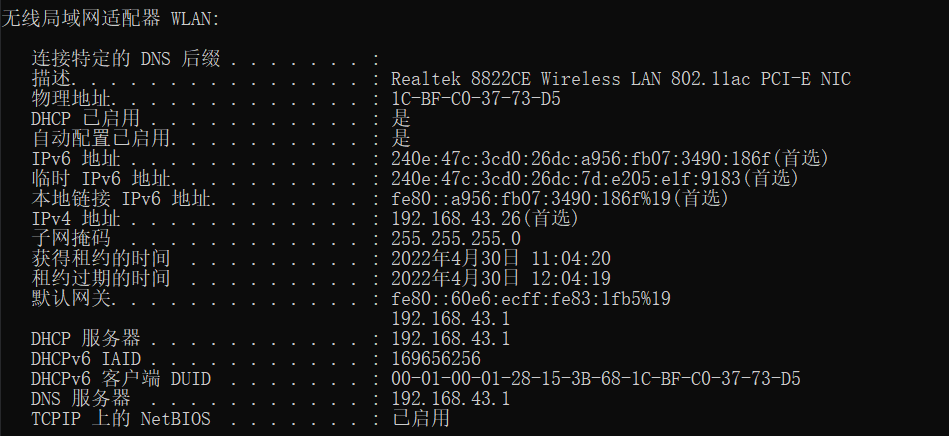 无线局域网适配器 WLAN:
连接特定的 DNS 后缀 . . . . . . . :
描述. . . . . . . . . . . . . . . : Realtek 8822CE Wireless LAN 802.11ac PCI-E NIC
物理地址. . . . . . . . . . . . . : 1C-BF-C0-37-73-D5
DHCP 已启用 . . . . . . . . . . . : 是
自动配置已启用. . . . . . . . . . : 是
IPv6 地址 . . . . . . . . . . . . : 240e:47c:3cd0:26dc:a956:fb07:3490:186f(首选)
临时 IPv6 地址. . . . . . . . . . : 240e:47c:3cd0:26dc:7d:e205:e1f:9183(首选)
本地链接 IPv6 地址. . . . . . . . : fe80::a956:fb07:3490:186f%19(首选)
IPv4 地址 . . . . . . . . . . . . : 192.168.43.26(首选)
子网掩码  . . . . . . . . . . . . : 255.255.255.0
获得租约的时间  . . . . . . . . . : 2022年4月30日 11:04:20
租约过期的时间  . . . . . . . . . : 2022年4月30日 12:04:19
默认网关. . . . . . . . . . . . . : fe80::60e6:ecff:fe83:1fb5%19
192.168.43.1
DHCP 服务器 . . . . . . . . . . . : 192.168.43.1
DHCPv6 IAID . . . . . . . . . . . : 169656256
DHCPv6 客户端 DUID  . . . . . . . : 00-01-00-01-28-15-3B-68-1C-BF-C0-37-73-D5
DNS 服务器  . . . . . . . . . . . : 192.168.43.1
TCPIP 上的 NetBIOS  . . . . . . . : 已启用